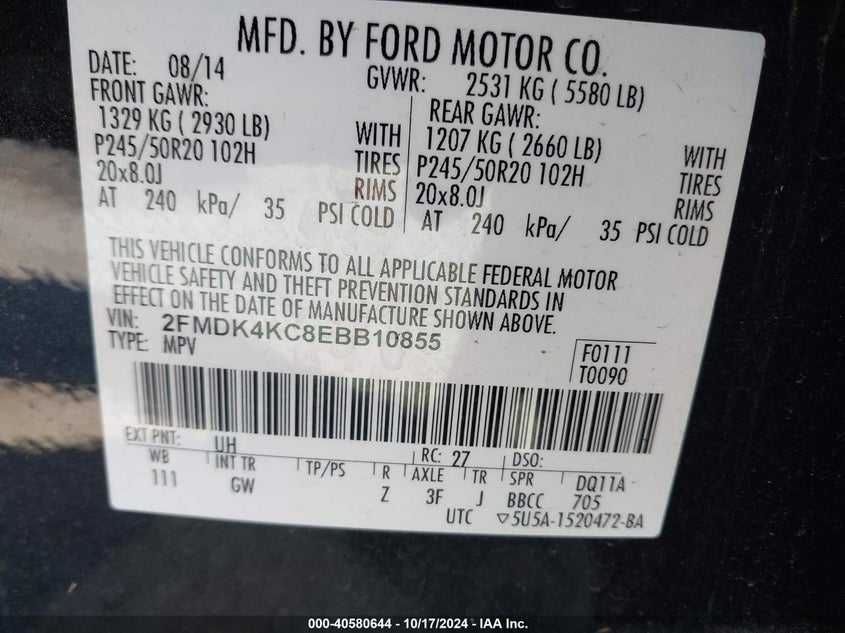 MFD. BY FORD MOTOR CO.
DATE: 08/14 GVWR: 2531 KG ( 5580 LB)
FRONT GAWR: REAR GAWR:
1329 KG ( 2930 LB) WITH 1207 KG ( 2660 LB) WITH
P245/50R20 102H TIRES P245/50R20 102H TIRES
20x8.0J RIMS 20x8.0J RIMS
AT 240 kPa/ 35 PSI COLD AT 240 kPa/ 35 PSI COLD
THIS VEHICLE CONFORMS TO ALL APPLICABLE FEDERAL MOTOR
VEHICLE SAFETY AND THEFT PREVENTION STANDARDS IN
EFFECT ON THE DATE OF MANUFACTURE SHOWN ABOVE.
VIN: 2FMDK4KC8EBB10855
TYPE: MPV
F0111
T0090
EXT PNT: UH RC: 27 DSO:
WB INT TR TP/PS R AXLE TR SPR DQ11A
111 GW Z 3F J BBCC 705
UTC ▽5U5A-1520472-BA
000-40580644 / 10/17/2024 - IAA Inc.